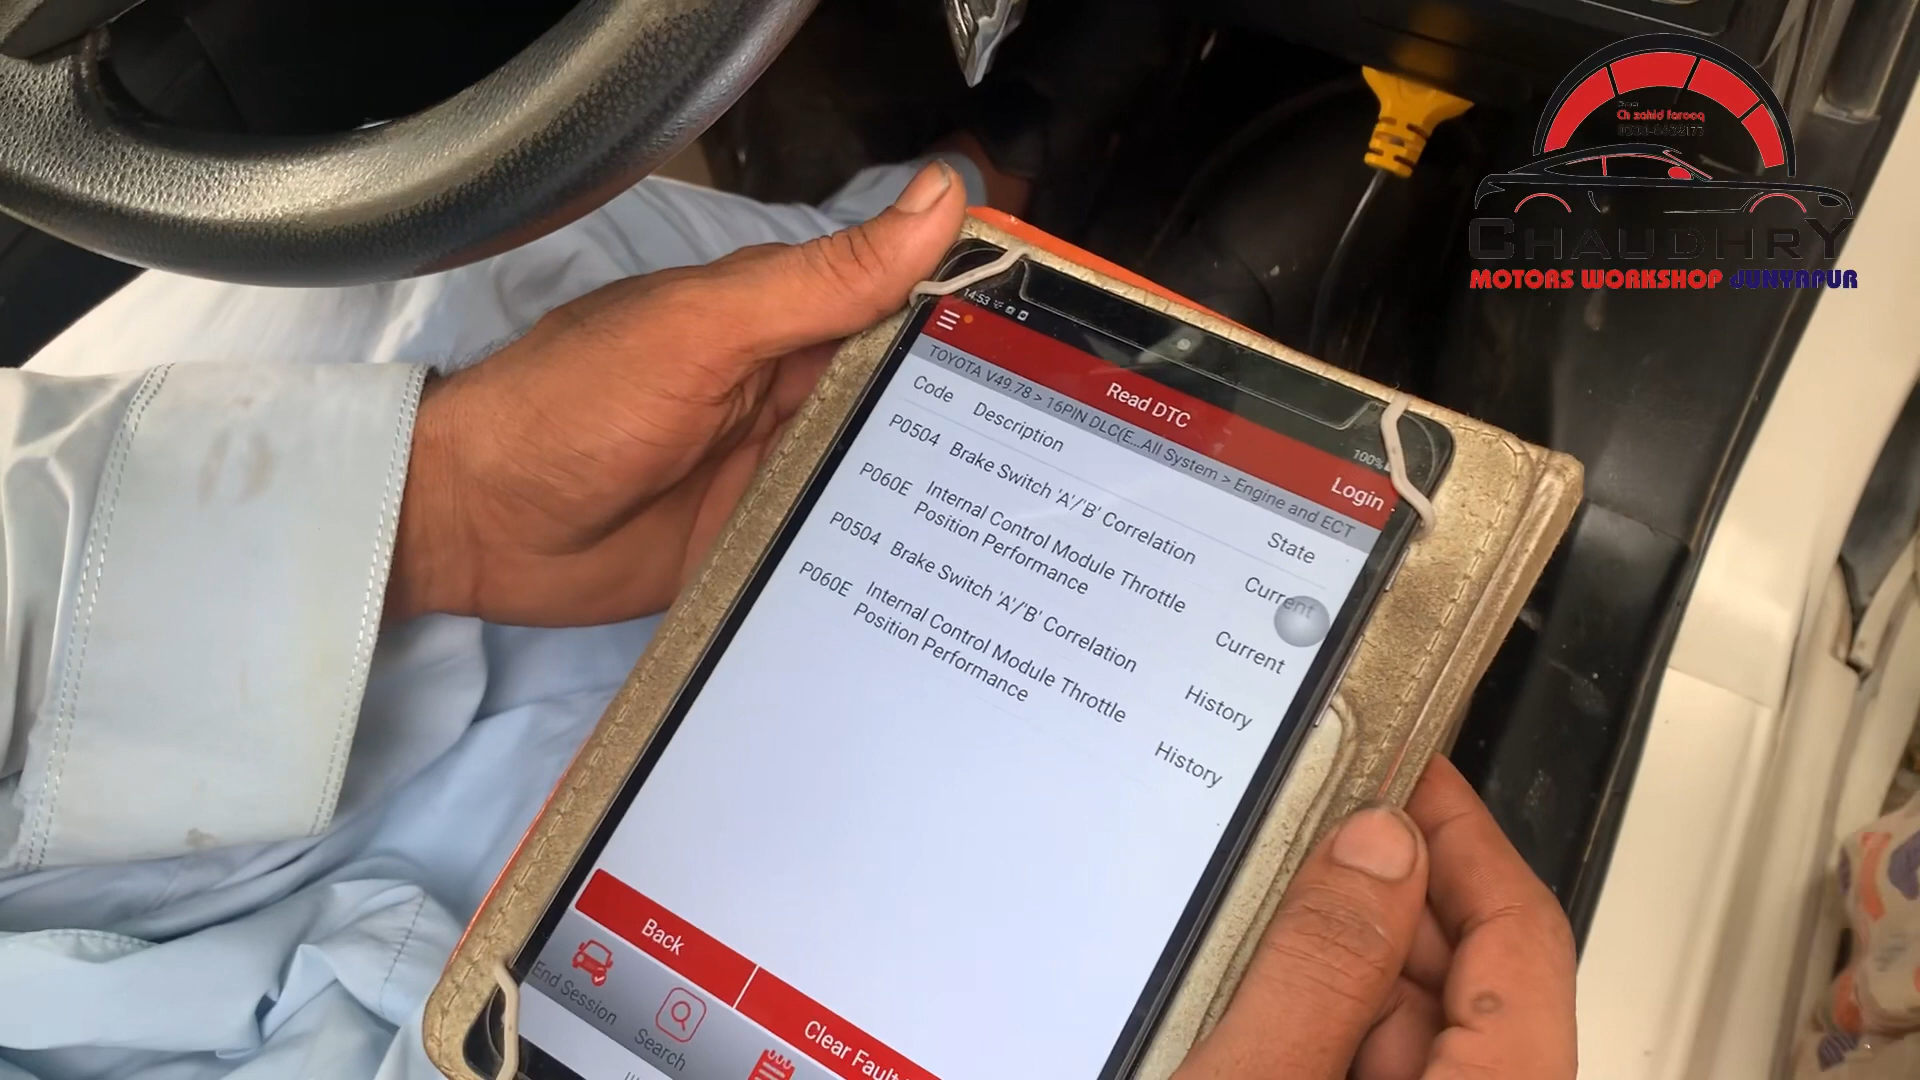 Ch zahid farooq
CHAUDHRY
MOTORS WORKSHOP JUNYAPUR
14:53
100%
Read DTC
Login
TOYOTA V49.78 > 16PIN DLC(E...All System > Engine and ECT
Code Description State
P0504 Brake Switch 'A'/'B' Correlation Current
P060E Internal Control Module Throttle
Position Performance Current
P0504 Brake Switch 'A'/'B' Correlation History
P060E Internal Control Module Throttle
Position Performance History
Back
Clear Fault
End Session
Search